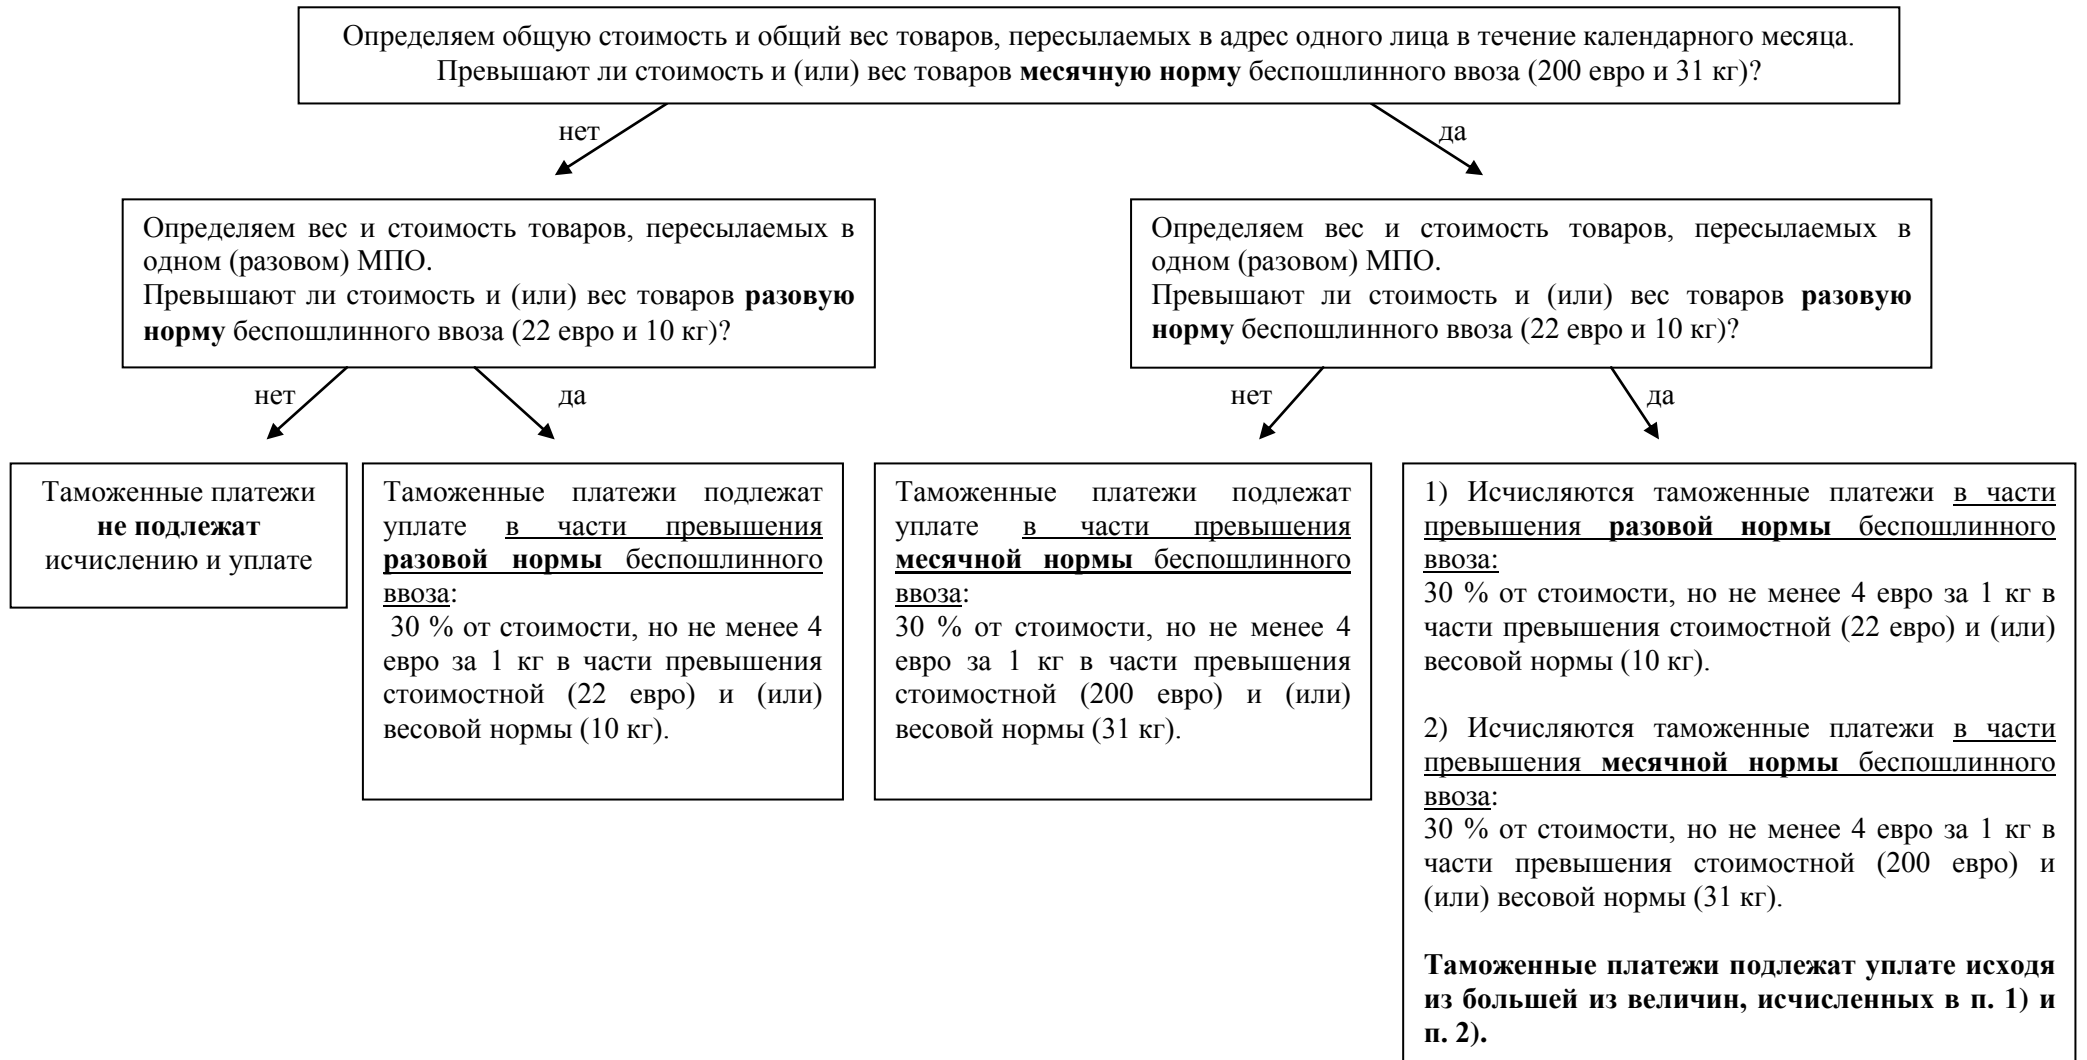 Определяем общую стоимость и общий вес товаров, пересылаемых в адрес одного лица в течение календарного месяца.
Превышают ли стоимость и (или) вес товаров месячную норму беспошлинного ввоза (200 евро и 31 кг)?
нет
да
Определяем вес и стоимость товаров, пересылаемых в
одном (разовом) МПО.
Превышают ли стоимость и (или) вес товаров разовую
норму беспошлинного ввоза (22 евро и 10 кг)?
Определяем вес и стоимость товаров, пересылаемых в
одном (разовом) МПО.
Превышают ли стоимость и (или) вес товаров разовую
норму беспошлинного ввоза (22 евро и 10 кг)?
нет
да
нет
да
Таможенные платежи
не подлежат
исчислению и уплате
Таможенные платежи подлежат
уплате в части превышения
разовой нормы беспошлинного
ввоза:
30 % от стоимости, но не менее 4
евро за 1 кг в части превышения
стоимостной (22 евро) и (или)
весовой нормы (10 кг).
Таможенные платежи подлежат
уплате в части превышения
месячной нормы беспошлинного
ввоза:
30 % от стоимости, но не менее 4
евро за 1 кг в части превышения
стоимостной (200 евро) и (или)
весовой нормы (31 кг).
1) Исчисляются таможенные платежи в части
превышения разовой нормы беспошлинного
ввоза:
30 % от стоимости, но не менее 4 евро за 1 кг в
части превышения стоимостной (22 евро) и (или)
весовой нормы (10 кг).
2) Исчисляются таможенные платежи в части
превышения месячной нормы беспошлинного
ввоза:
30 % от стоимости, но не менее 4 евро за 1 кг в
части превышения стоимостной (200 евро) и
(или) весовой нормы (31 кг).
Таможенные платежи подлежат уплате исходя
из большей из величин, исчисленных в п. 1) и
п. 2).